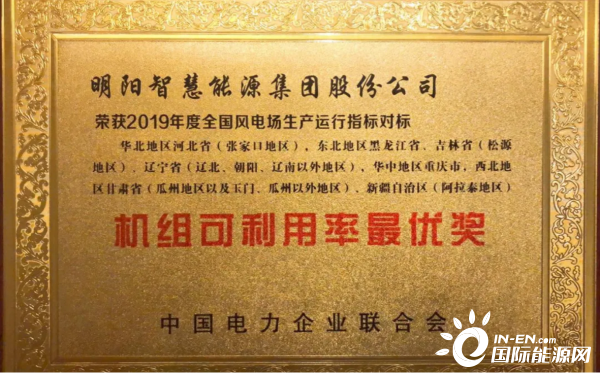 明阳智慧能源集团股份公司
荣获2019年度全国风电场生产运行指标对标
华北地区河北省（张家口地区），东北地区黑龙江省、吉林省（松源
地区）、辽宁省（辽北、朝阳、辽南以外地区），华中地区重庆市，西北地
区甘肃省（瓜州地区以及玉门、瓜州以外地区）、新疆自治区（阿拉泰地区）
机组可利用率最优奖
中国电力企业联合会
IN-EN.com
国际能源网